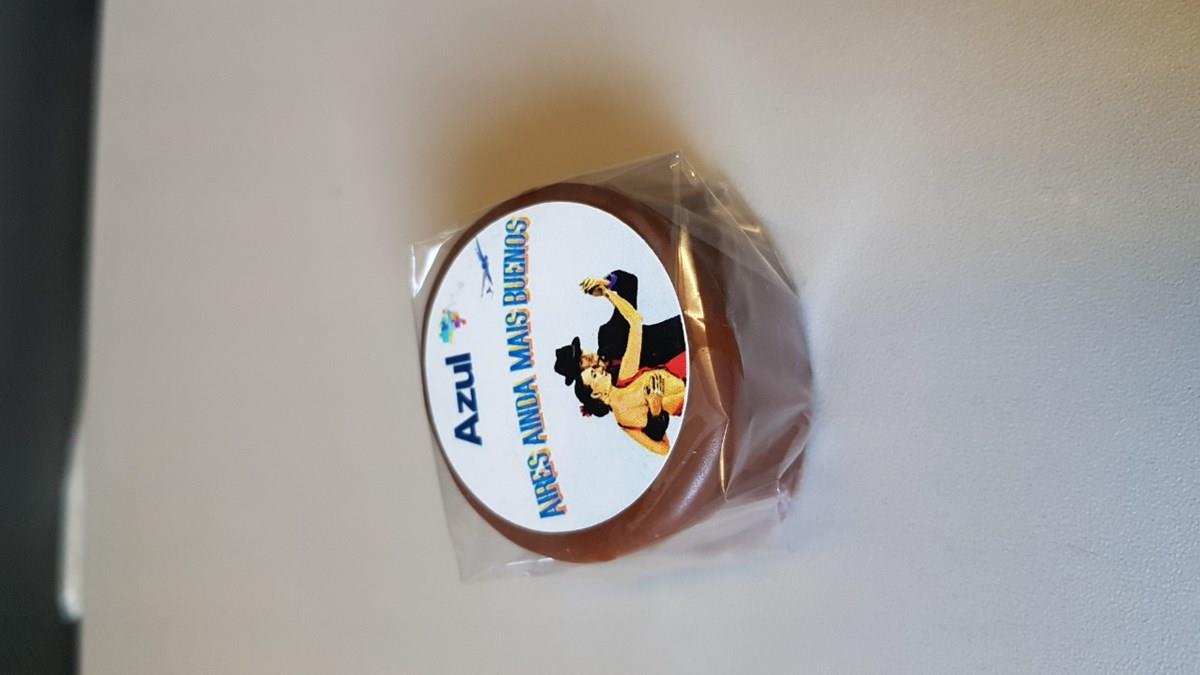 Azul
AIRES AINDA MAIS BUENOS